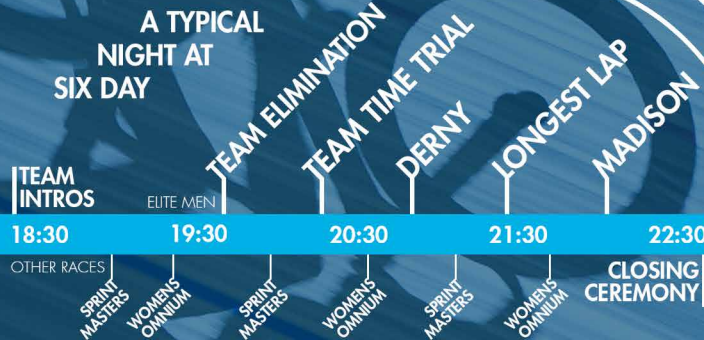 A TYPICAL
NIGHT AT
SIX DAY
TEAM ELIMINATION
TEAM TIME TRIAL
DERNY
LONGEST LAP
MADISON
TEAM
INTROS
ELITE MEN
18:30 19:30 20:30 21:30 22:30
OTHER RACES
SPRINT
MASTERS
WOMENS
OMNIUM
SPRINT
MASTERS
WOMENS
OMNIUM
SPRINT
MASTERS
WOMENS
OMNIUM
CLOSING
CEREMONY